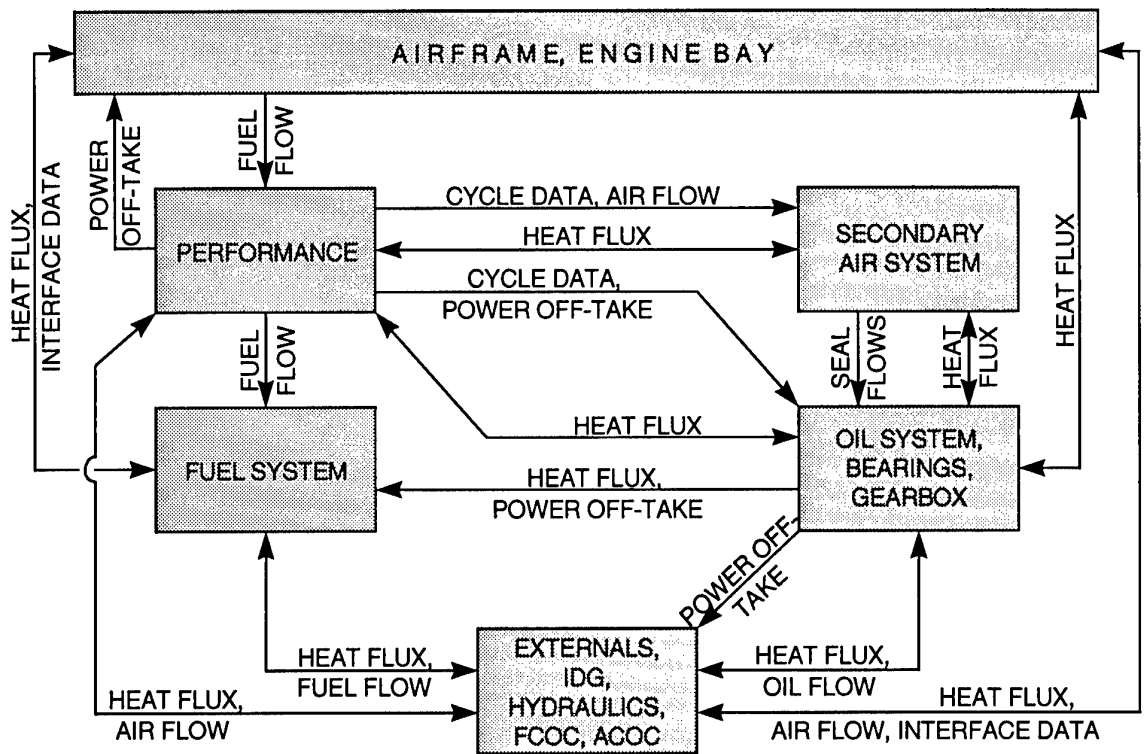 AIRFRAME, ENGINE BAY
HEAT FLUX,
INTERFACE DATA
POWER
OFF-TAKE
FUEL
FLOW
PERFORMANCE
CYCLE DATA, AIR FLOW
HEAT FLUX
CYCLE DATA,
POWER OFF-TAKE
SECONDARY
AIR SYSTEM
HEAT FLUX
FUEL
FLOW
SEAL
FLOWS
HEAT
FLUX
FUEL SYSTEM
HEAT FLUX
HEAT FLUX,
POWER OFF-TAKE
OIL SYSTEM,
BEARINGS,
GEARBOX
POWER OFF-
TAKE
HEAT FLUX,
FUEL FLOW
EXTERNALS,
IDG,
HYDRAULICS,
FCOC, ACOC
HEAT FLUX,
OIL FLOW
HEAT FLUX,
AIR FLOW
HEAT FLUX,
AIR FLOW, INTERFACE DATA